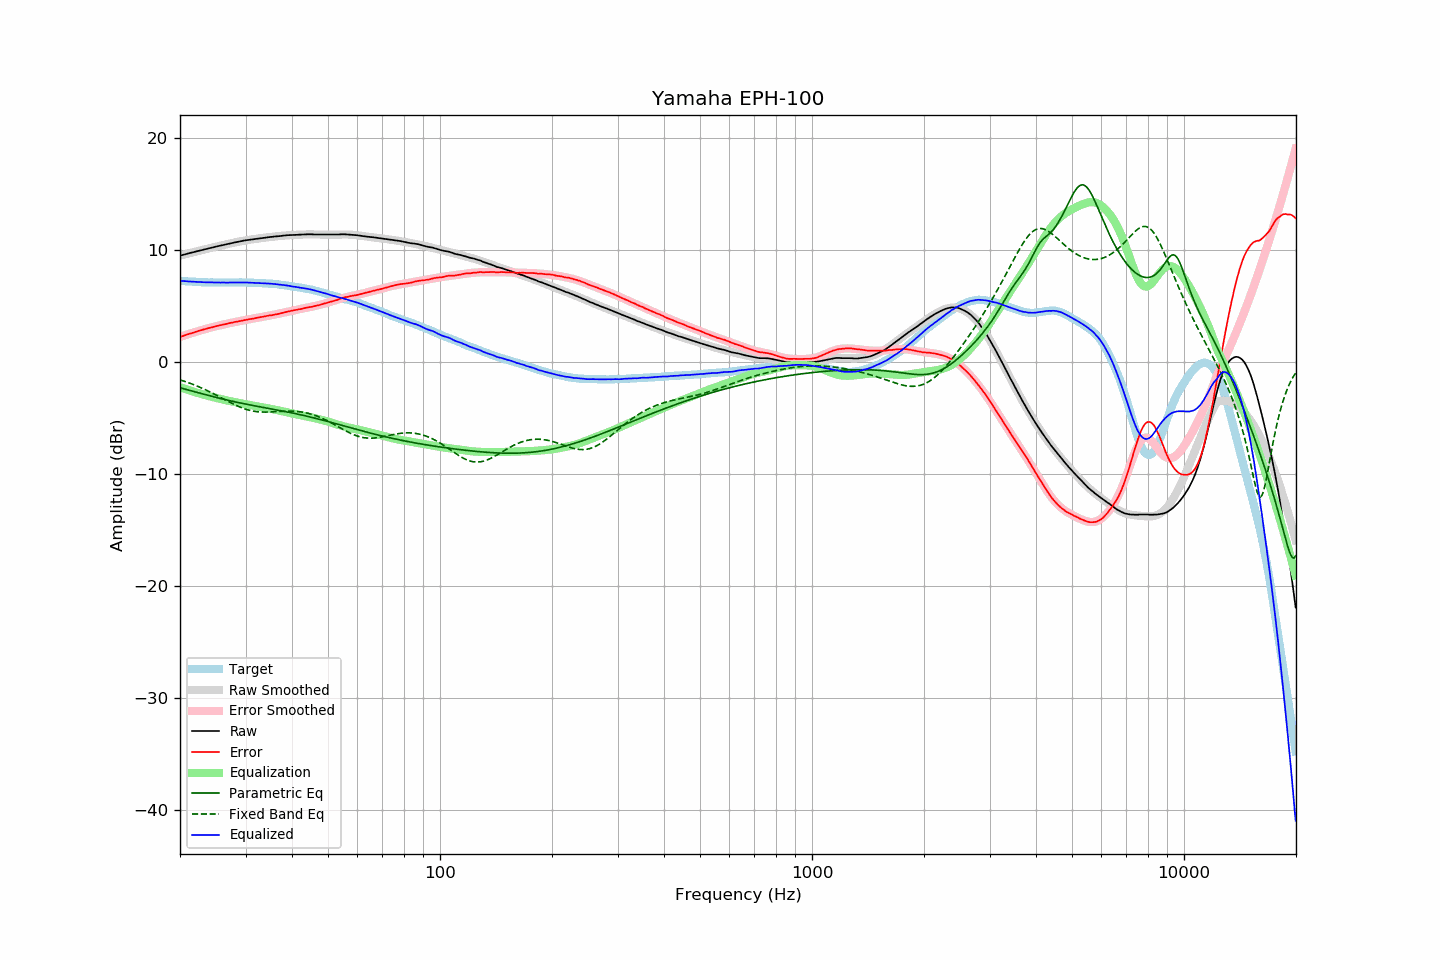 Yamaha EPH-100
20
10
0
−10
−20
−30
−40
Amplitude (dBr)
Target
Raw Smoothed
Error Smoothed
Raw
Error
Equalization
Parametric Eq
Fixed Band Eq
Equalized
100
1000
10000
Frequency (Hz)